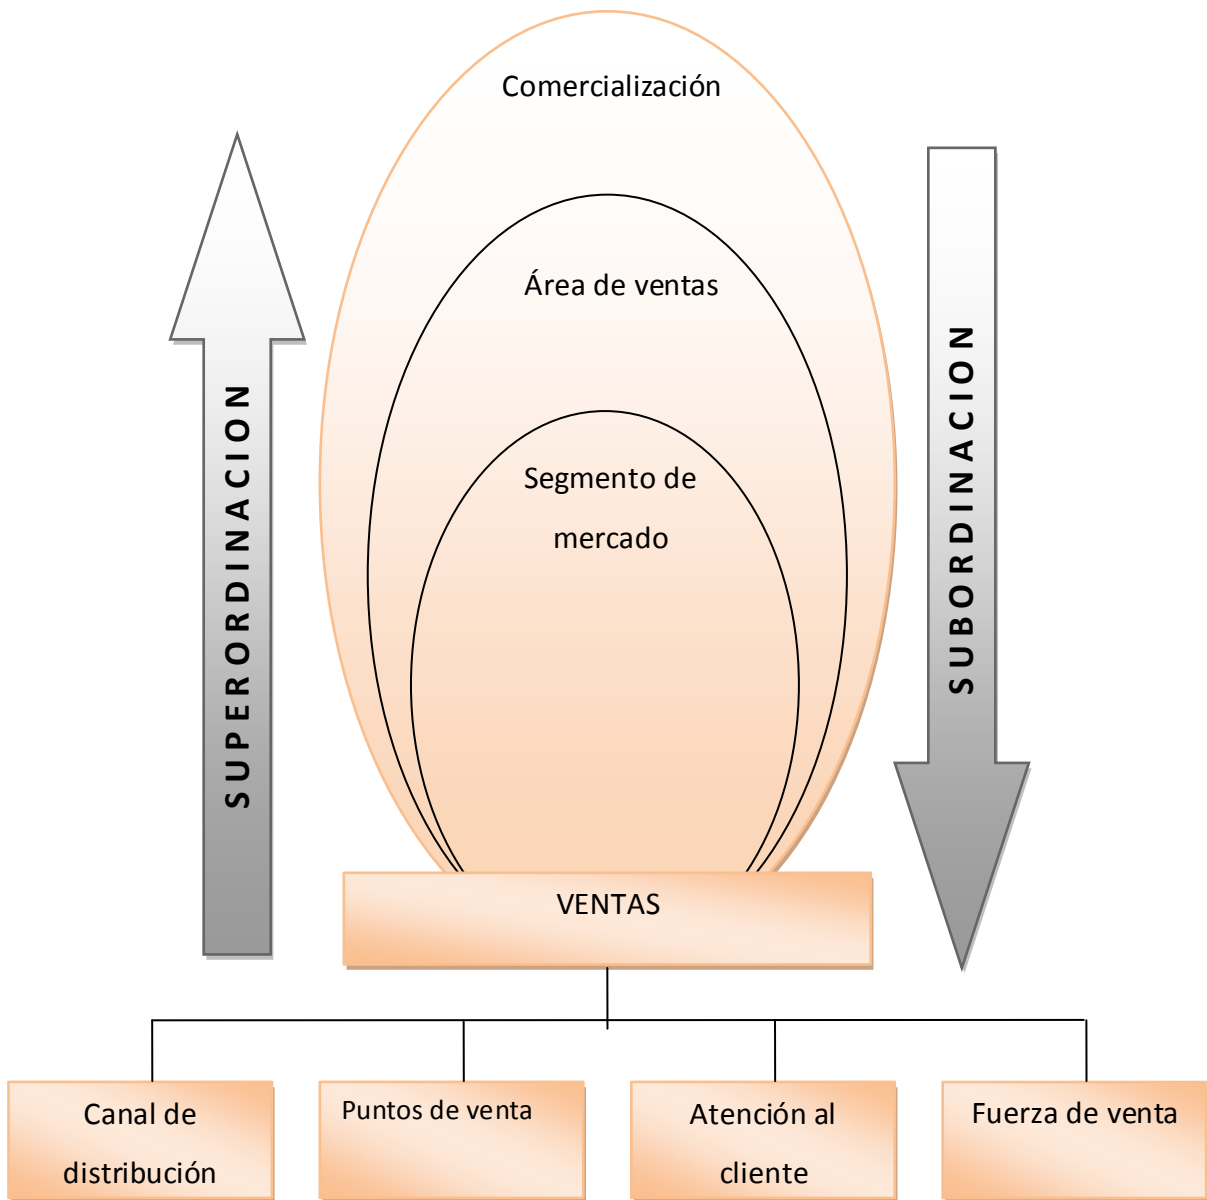 Comercialización
Área de ventas
Segmento de
mercado
SUPERORDINACION
SUBORDINACION
VENTAS
Canal de
distribución
Puntos de venta
Atención al
cliente
Fuerza de venta